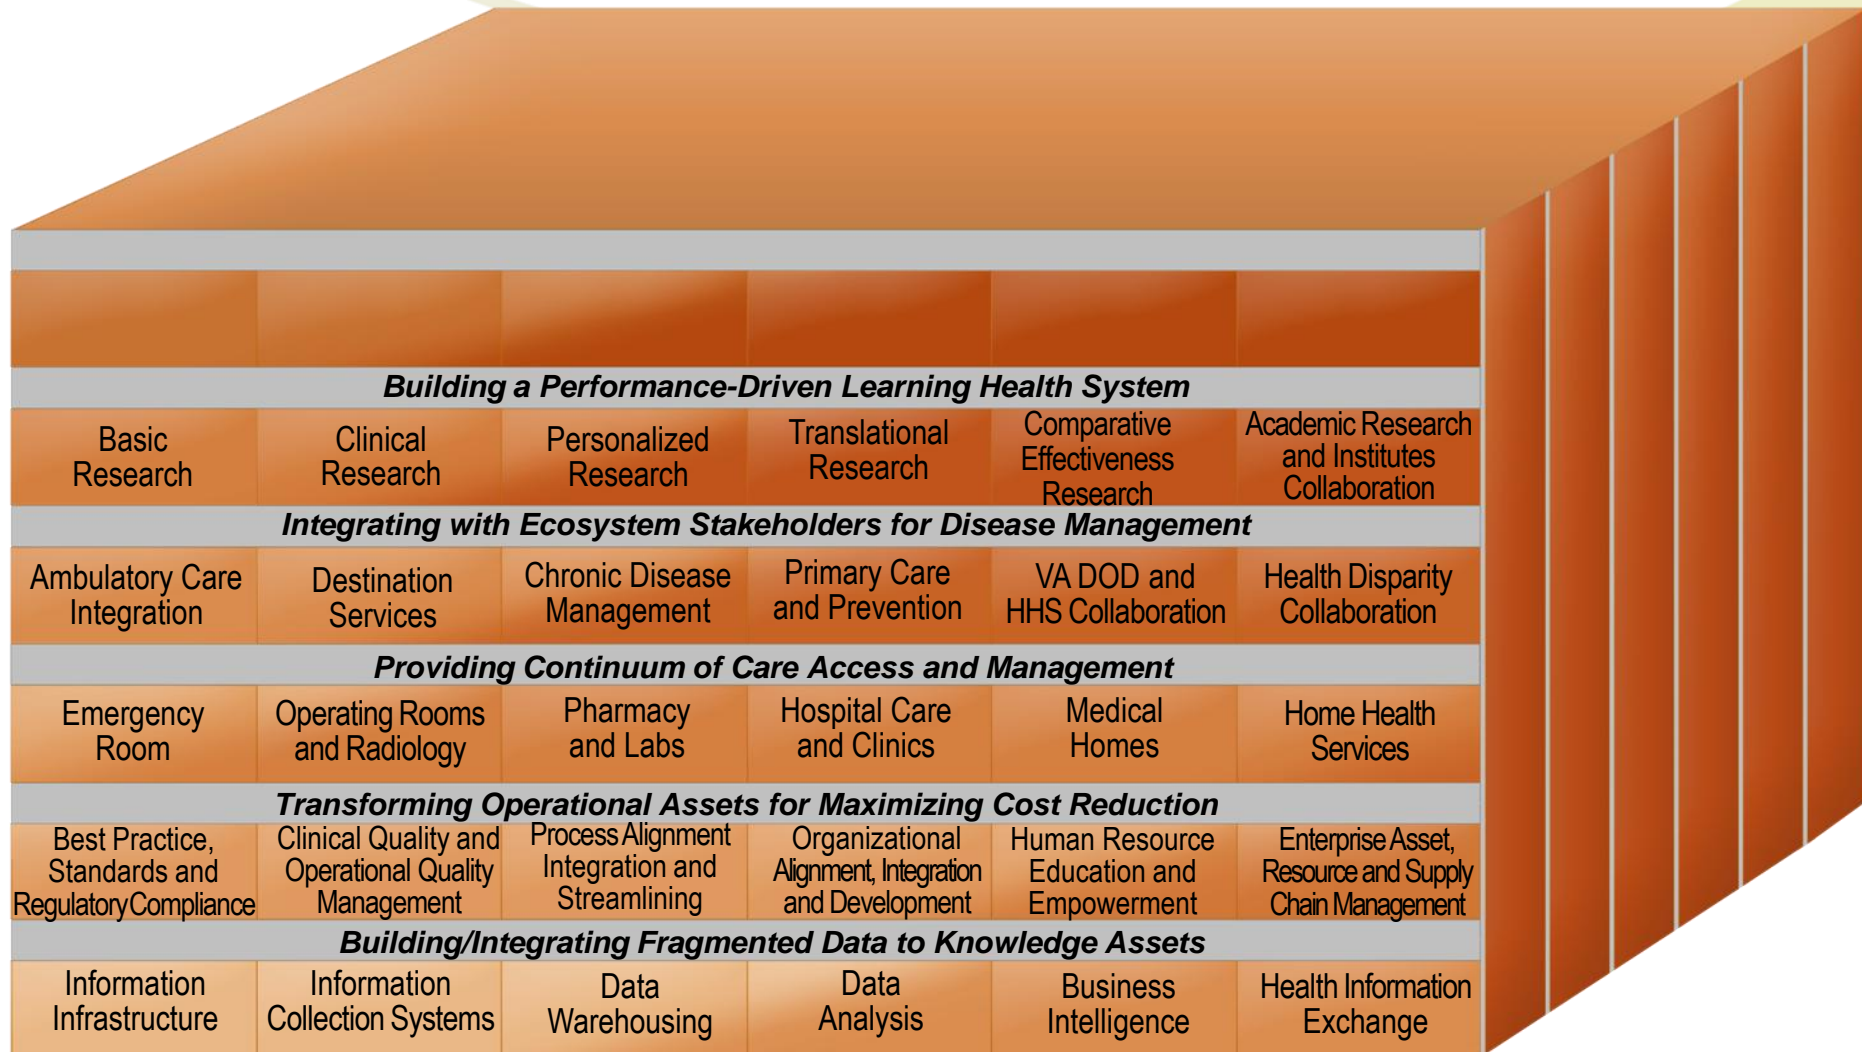 Building a Performance-Driven Learning Health System
Basic
Research
Clinical
Research
Personalized
Research
Translational
Research
Comparative
Effectiveness
Research
Academic Research
and Institutes
Collaboration
Integrating with Ecosystem Stakeholders for Disease Management
Ambulatory Care
Integration
Destination
Services
Chronic Disease
Management
Primary Care
and Prevention
VA DOD and
HHS Collaboration
Health Disparity
Collaboration
Providing Continuum of Care Access and Management
Emergency
Room
Operating Rooms
and Radiology
Pharmacy
and Labs
Hospital Care
and Clinics
Medical
Homes
Home Health
Services
Transforming Operational Assets for Maximizing Cost Reduction
Best Practice,
Standards and
Regulatory Compliance
Clinical Quality and
Operational Quality
Management
Process Alignment
Integration and
Streamlining
Organizational
Alignment, Integration
and Development
Human Resource
Education and
Empowerment
Enterprise Asset,
Resource and Supply
Chain Management
Building/Integrating Fragmented Data to Knowledge Assets
Information
Infrastructure
Information
Collection Systems
Data
Warehousing
Data
Analysis
Business
Intelligence
Health Information
Exchange